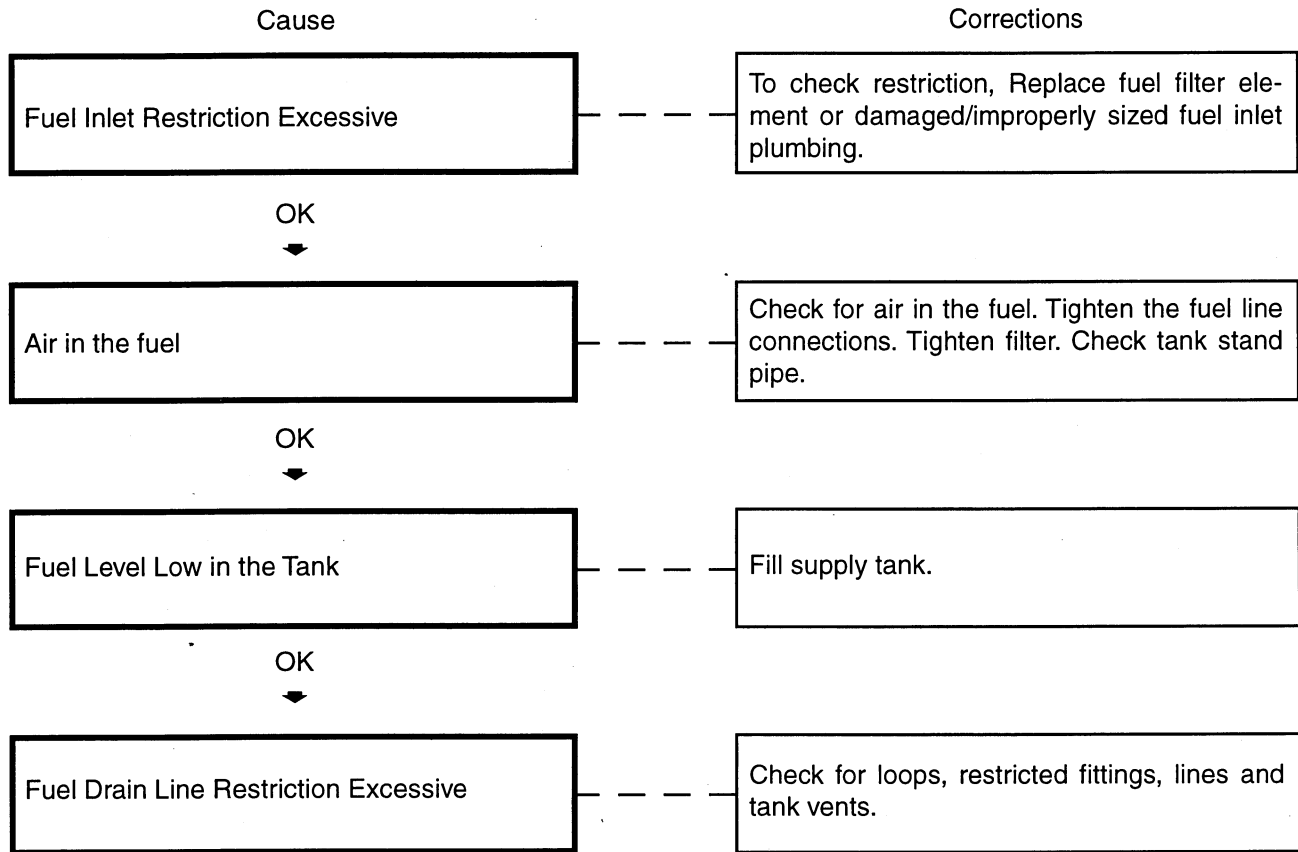 Cause
Corrections
Fuel Inlet Restriction Excessive
To check restriction, Replace fuel filter ele-
ment or damaged/improperly sized fuel inlet
plumbing.
OK
Air in the fuel
Check for air in the fuel. Tighten the fuel line
connections. Tighten filter. Check tank stand
pipe.
OK
Fuel Level Low in the Tank
Fill supply tank.
OK
Fuel Drain Line Restriction Excessive
Check for loops, restricted fittings, lines and
tank vents.